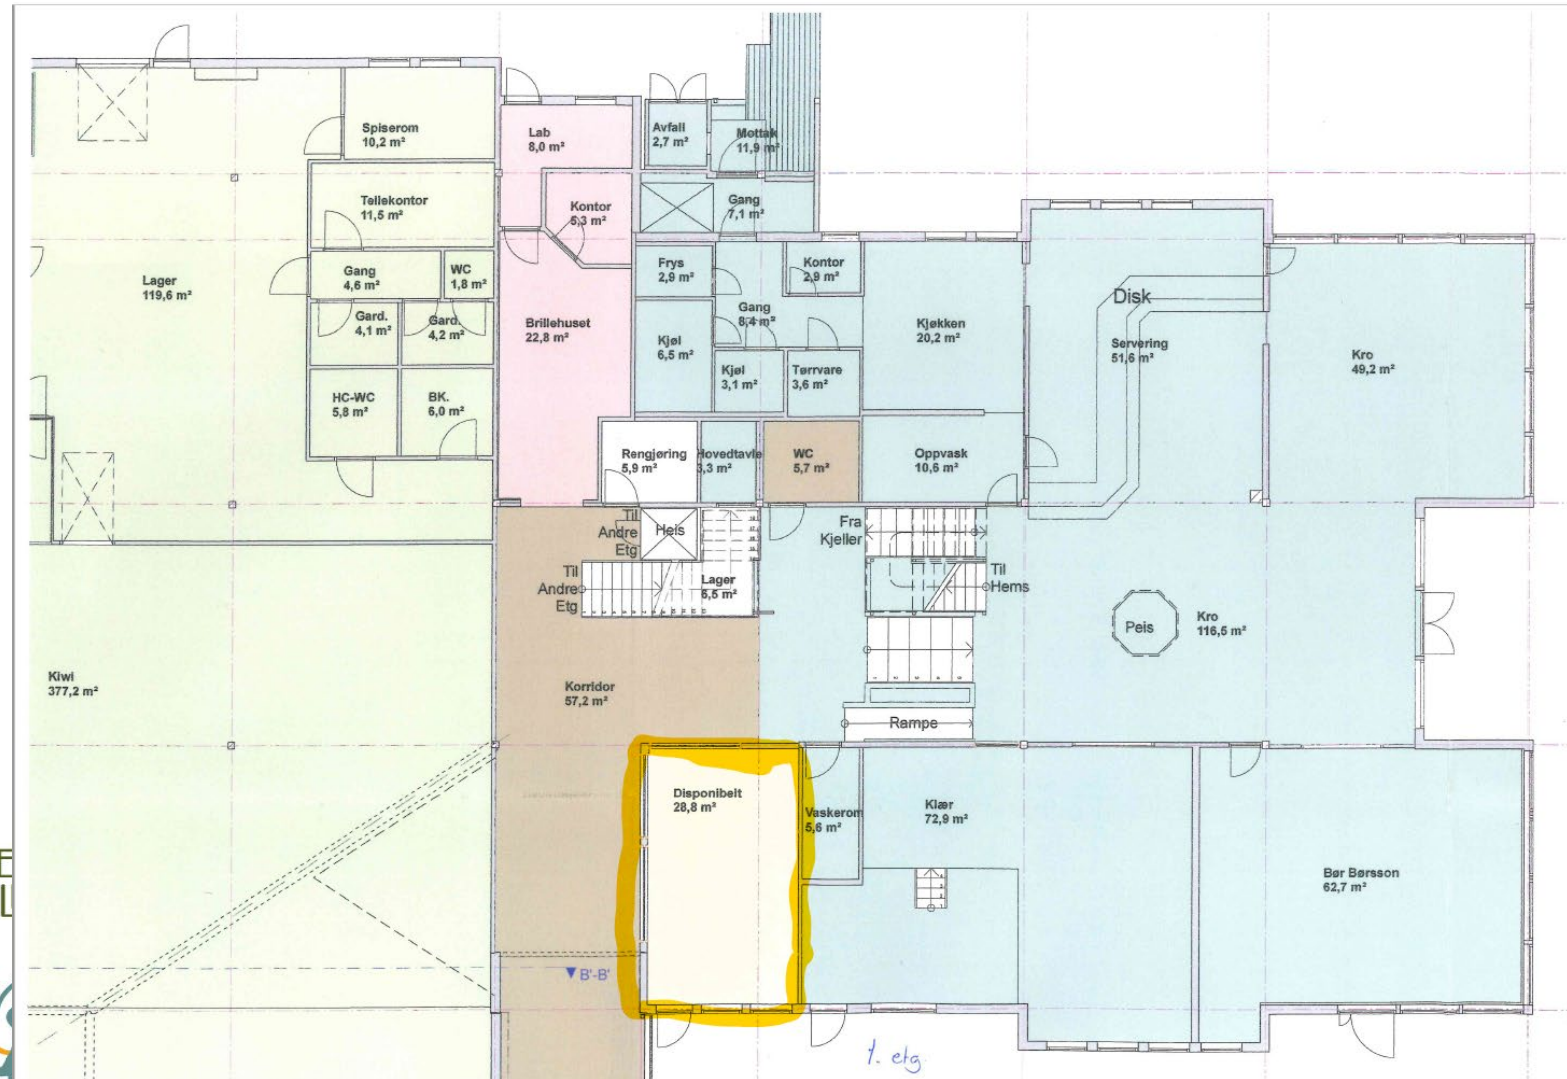 Spiserom
10,2 m²
Lab
8,0 m²
Avfall
2,7 m²
Mottak
11,9 m²
Tellekontor
11,5 m²
Kontor
5,3 m²
Gang
7,1 m²
Lager
119,6 m²
Gang
4,6 m²
WC
1,8 m²
Frys
2,9 m²
Kontor
2,9 m²
Gard.
4,1 m²
Gard.
4,2 m²
Brillehuset
22,8 m²
Kjøl
6,5 m²
Gang
8,4 m²
Kjøkken
20,2 m²
Disk
Servering
51,6 m²
Kro
49,2 m²
Kjøl
3,1 m²
Tørrvare
3,6 m²
HC-WC
5,8 m²
BK.
6,0 m²
Rengjøring
5,9 m²
Hovedtavle
3,3 m²
WC
5,7 m²
Oppvask
10,6 m²
Til
Andre
Etg
Heis
Fra
Kjeller
Til
Andre
Etg
Lager
6,5 m²
Til
Hems
Peis
Kro
116,5 m²
Kiwi
377,2 m²
Korridor
57,2 m²
Rampe
Disponibelt
28,8 m²
Vaskerom
5,6 m²
Klær
72,9 m²
Bør Børsson
62,7 m²
B'-B'
1. etg.